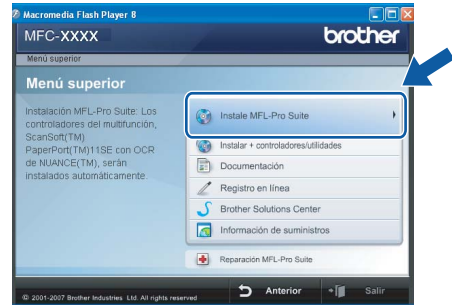 Macromedia Flash Player 8
MFC-XXXX
brother
Menú superior
Menú superior
Instalación MFL-Pro Suite: Los
controladores del multifunción,
ScanSoft(TM)
PaperPort(TM)11SE con OCR
de NUANCE(TM), serán
instalados automáticamente.
Instale MFL-Pro Suite
Instalar + controladores/utilidades
Documentación
Registro en línea
Brother Solutions Center
Información de suministros
Reparación MFL-Pro Suite
© 2001-2007 Brother Industries Ltd. All rights reserved
Anterior
Salir